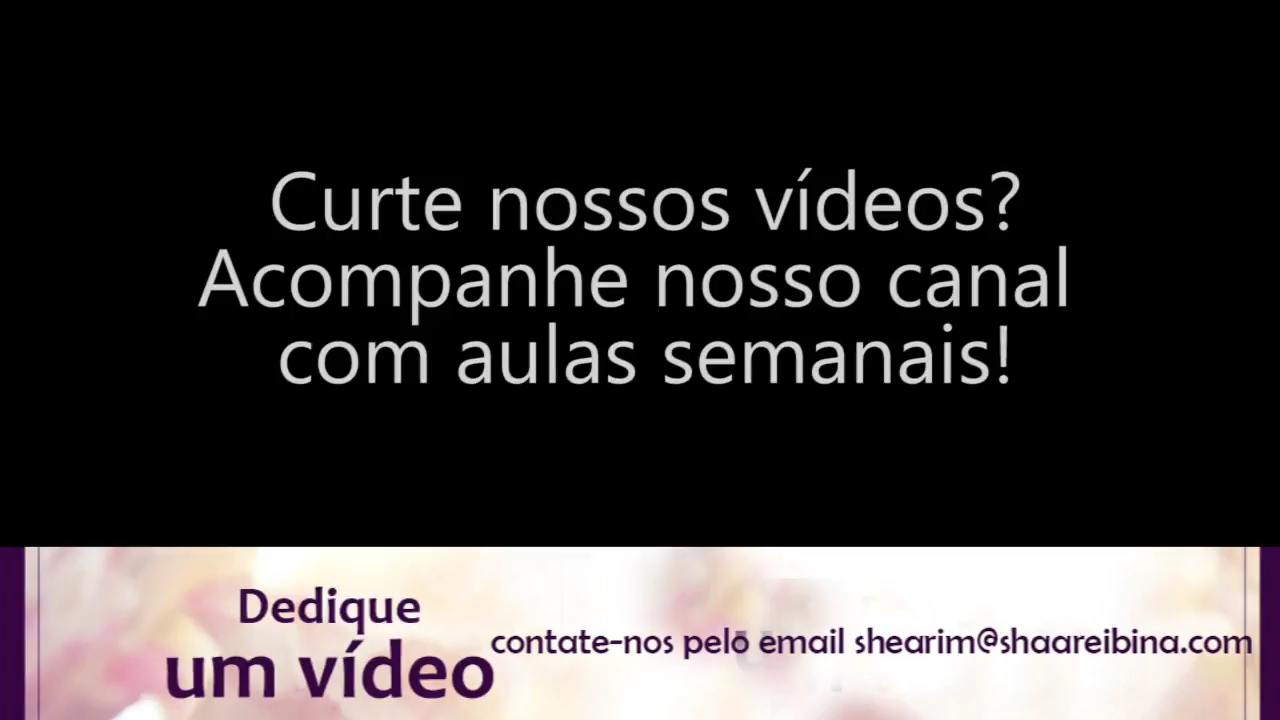 Curte nossos vídeos?
Acompanhe nosso canal
com aulas semanais!
Dedique
um vídeo
contate-nos pelo email shearim@shaareibina.com